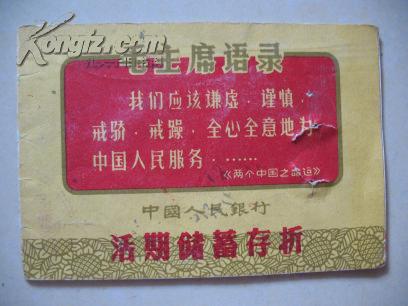 Kongfz.com
毛主席语录
我们应该谦虚，谨慎，
戒骄，戒躁，全心全意地为
中国人民服务……
《两个中国之命运》
中國人民銀行
活期储蓄存折